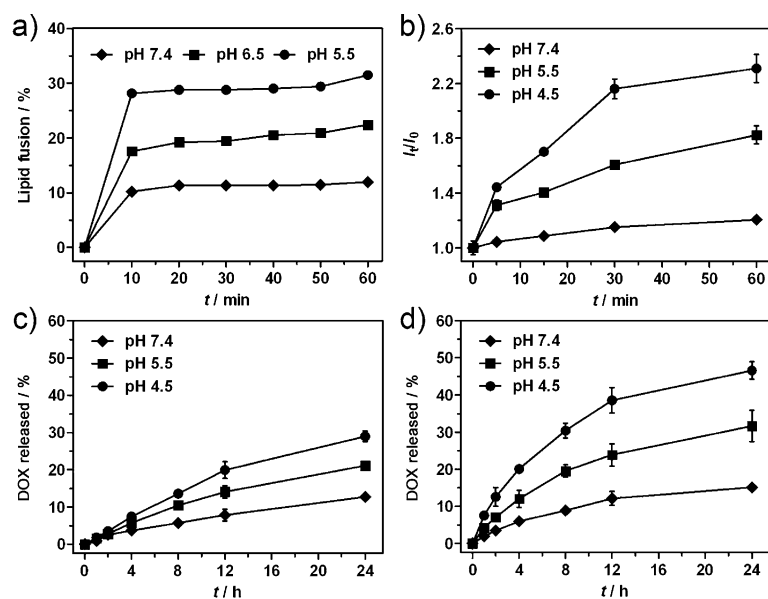 a)
40
30
20
10
0
Lipid fusion / %
pH 7.4 pH 6.5 pH 5.5
0 10 20 30 40 50 60
t / min
b)
2.6
2.2
1.8
1.4
1.0
It/I0
pH 7.4
pH 5.5
pH 4.5
0 10 20 30 40 50 60
t / min
c)
60
50
40
30
20
10
0
DOX released / %
pH 7.4
pH 5.5
pH 4.5
0 4 8 12 16 20 24
t / h
d)
60
50
40
30
20
10
0
DOX released / %
pH 7.4
pH 5.5
pH 4.5
0 4 8 12 16 20 24
t / h